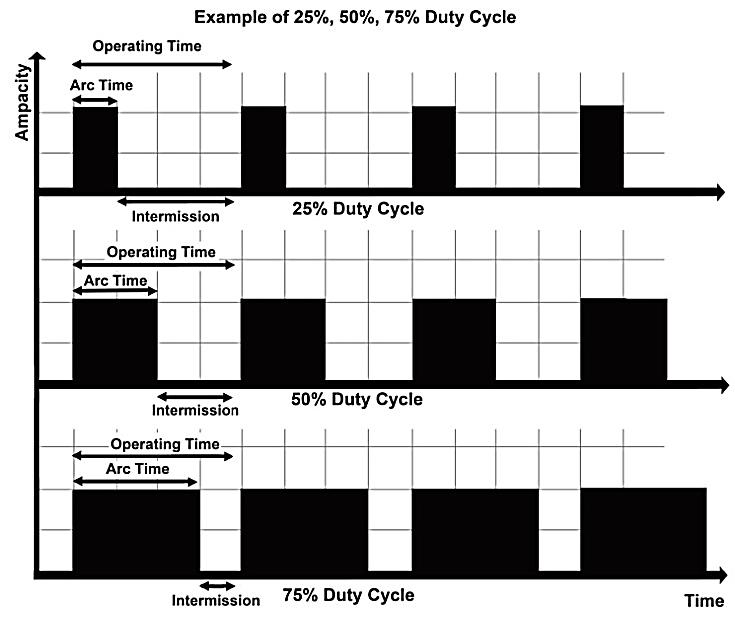 Example of 25%, 50%, 75% Duty Cycle
Operating Time
Arc Time
Ampacity
Intermission
25% Duty Cycle
Operating Time
Arc Time
Intermission
50% Duty Cycle
Operating Time
Arc Time
Intermission
75% Duty Cycle
Time